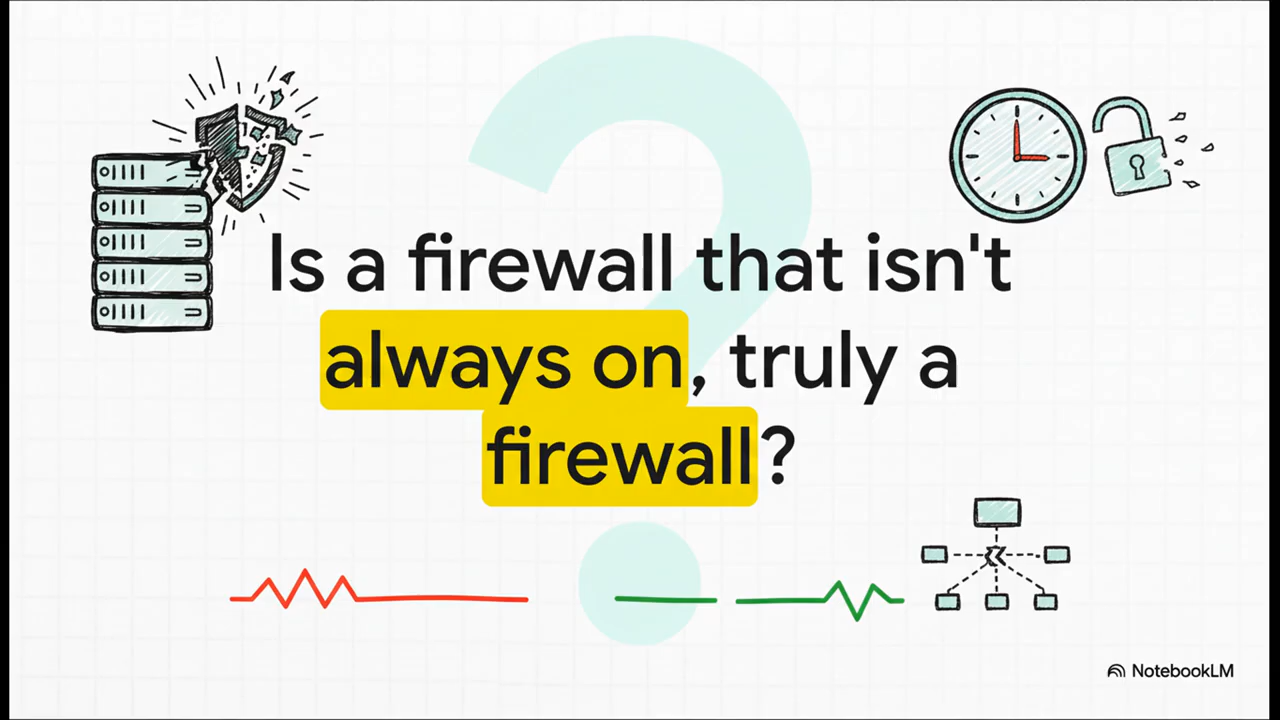 Is a firewall that isn't
always on, truly a
firewall?
NotebookLM